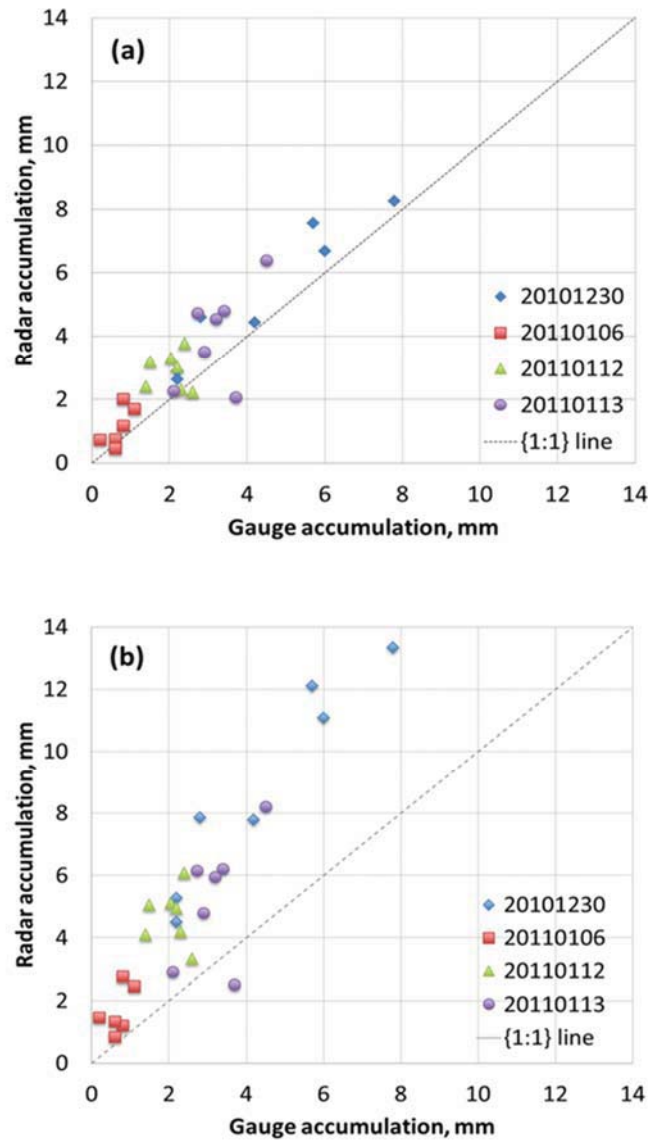 (a)
Radar accumulation, mm
14
12
10
8
6
4
2
0
20101230
20110106
20110112
20110113
{1:1} line
0 2 4 6 8 10 12 14
Gauge accumulation, mm
(b)
Radar accumulation, mm
14
12
10
8
6
4
2
0
20101230
20110106
20110112
20110113
{1:1} line
0 2 4 6 8 10 12 14
Gauge accumulation, mm